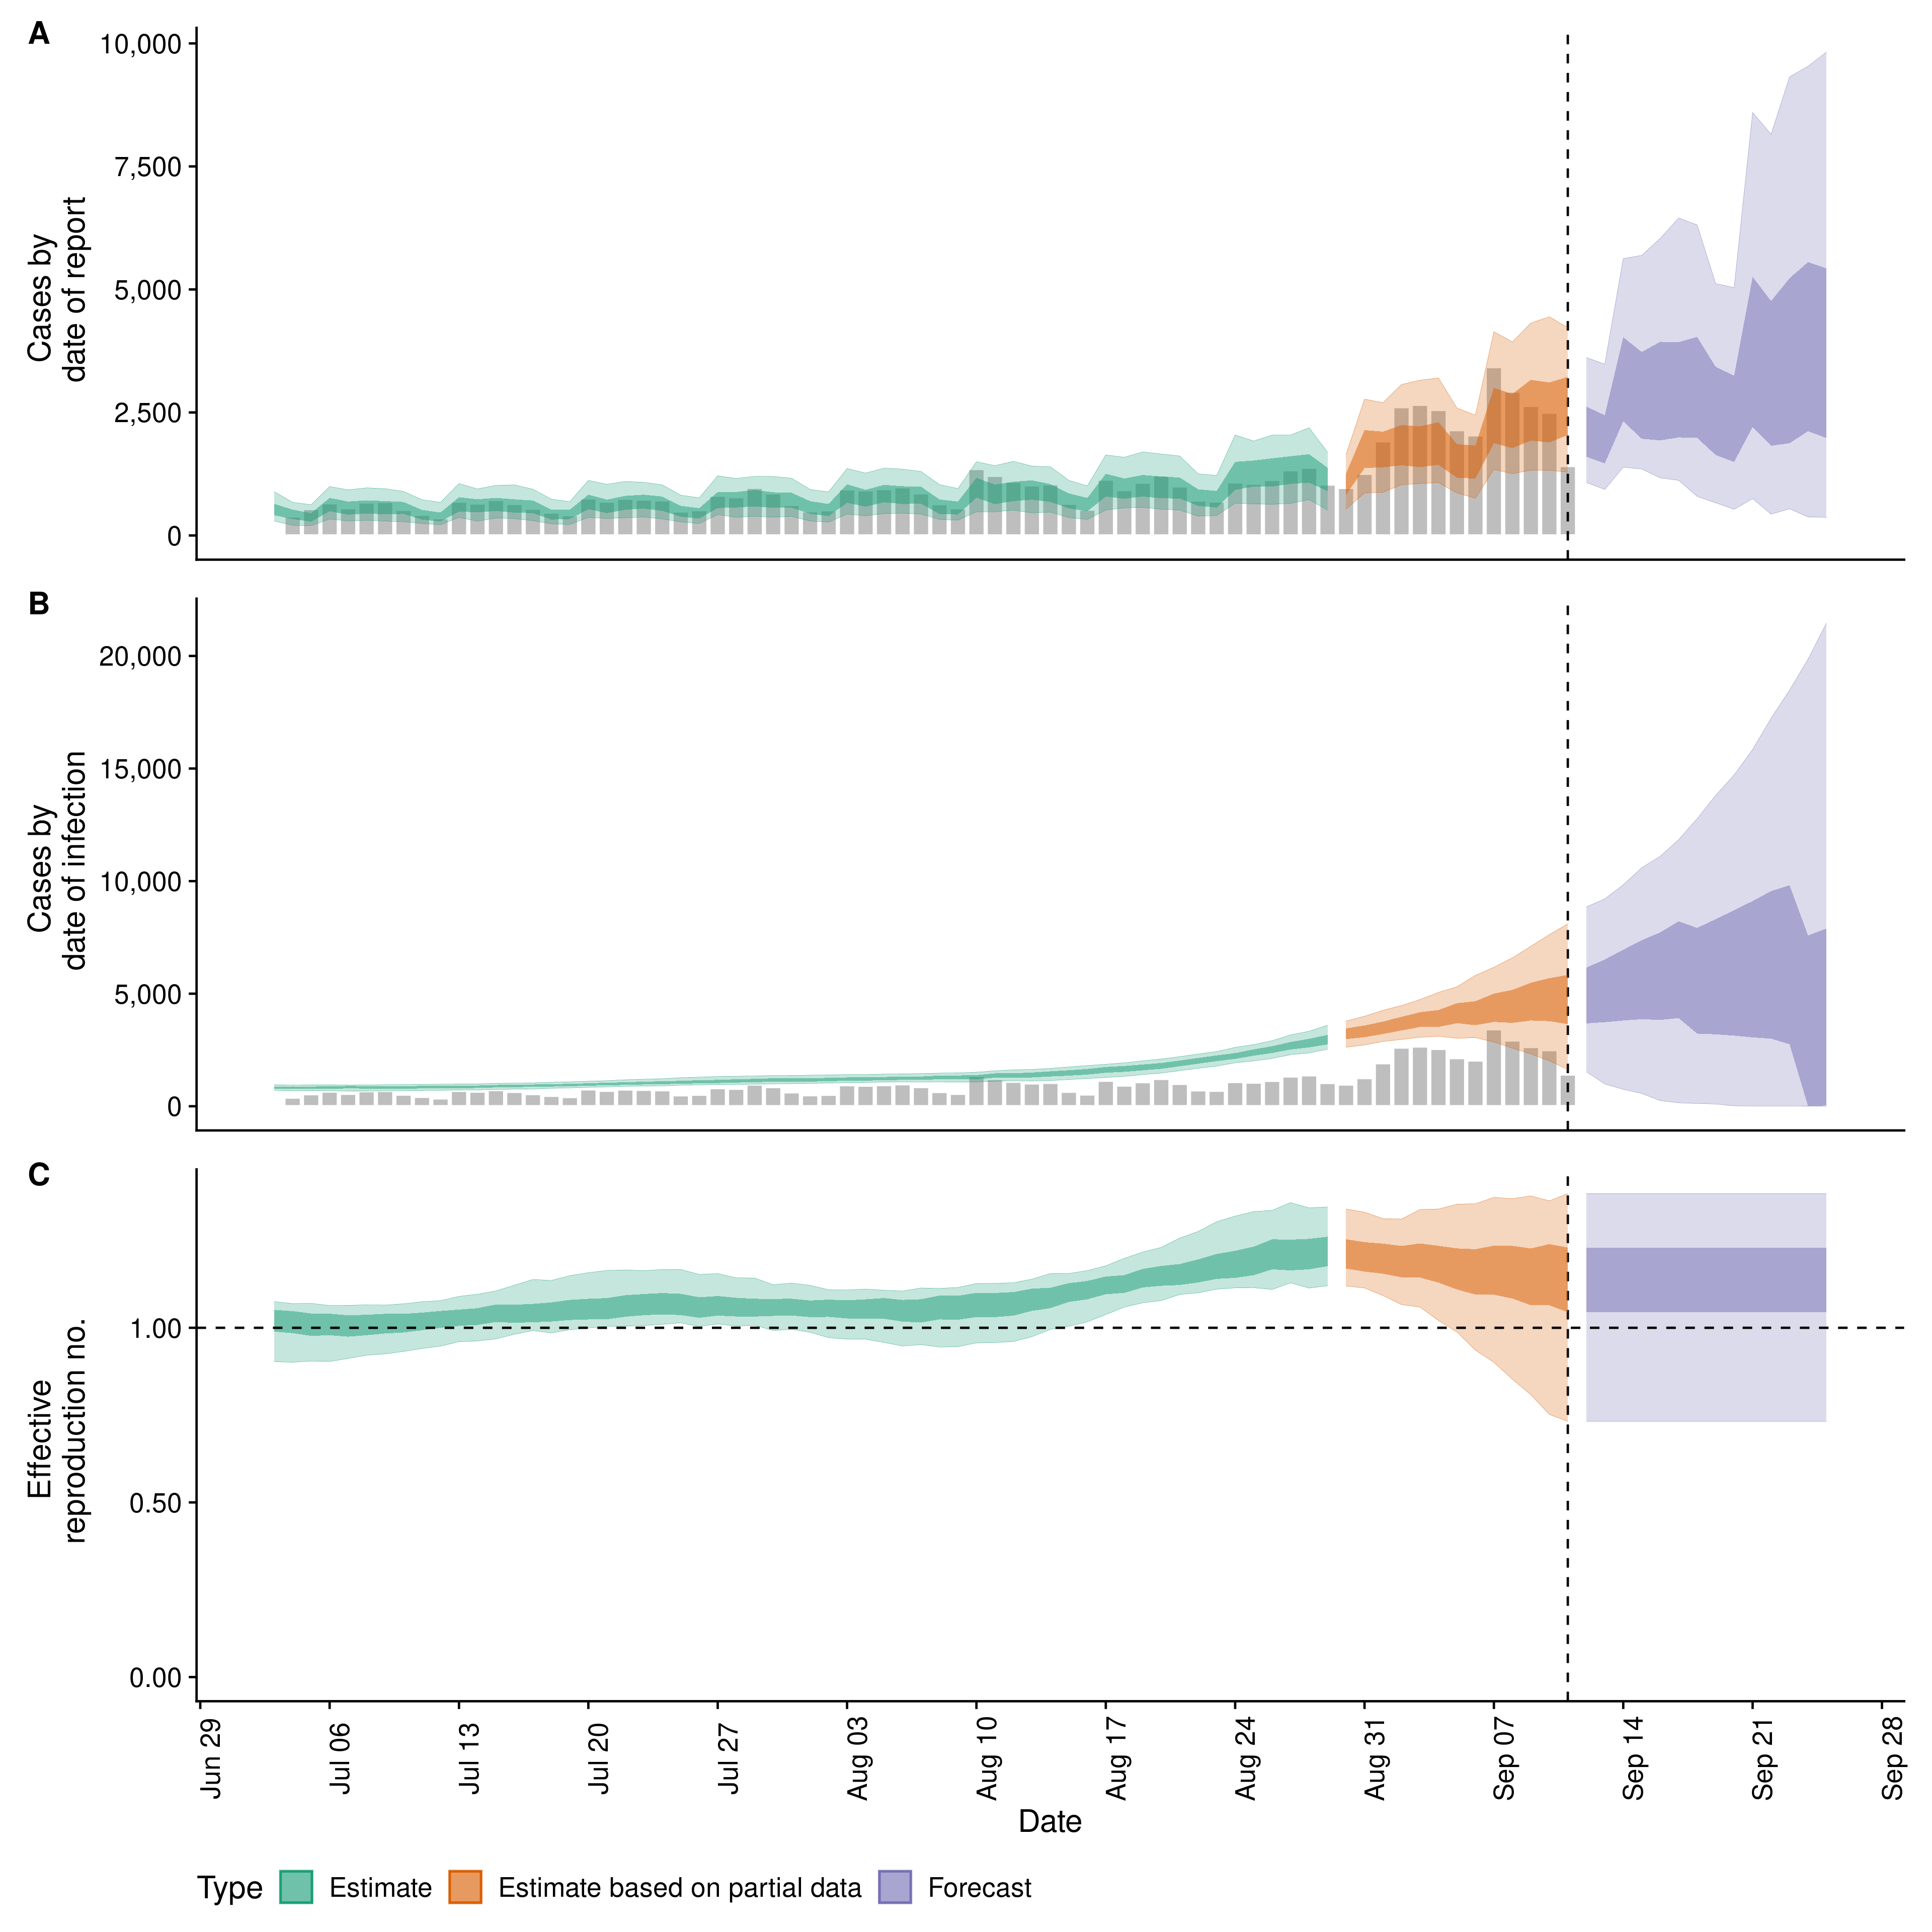 A
10,000
7,500
5,000
2,500
0
Cases by
date of report
B
20,000
15,000
10,000
5,000
0
Cases by
date of infection
C
1.00
0.50
0.00
Effective
reproduction no.
Jun 29
Jul 06
Jul 13
Jul 20
Jul 27
Aug 03
Aug 10
Aug 17
Aug 24
Aug 31
Sep 07
Sep 14
Sep 21
Sep 28
Date
Type Estimate Estimate based on partial data Forecast